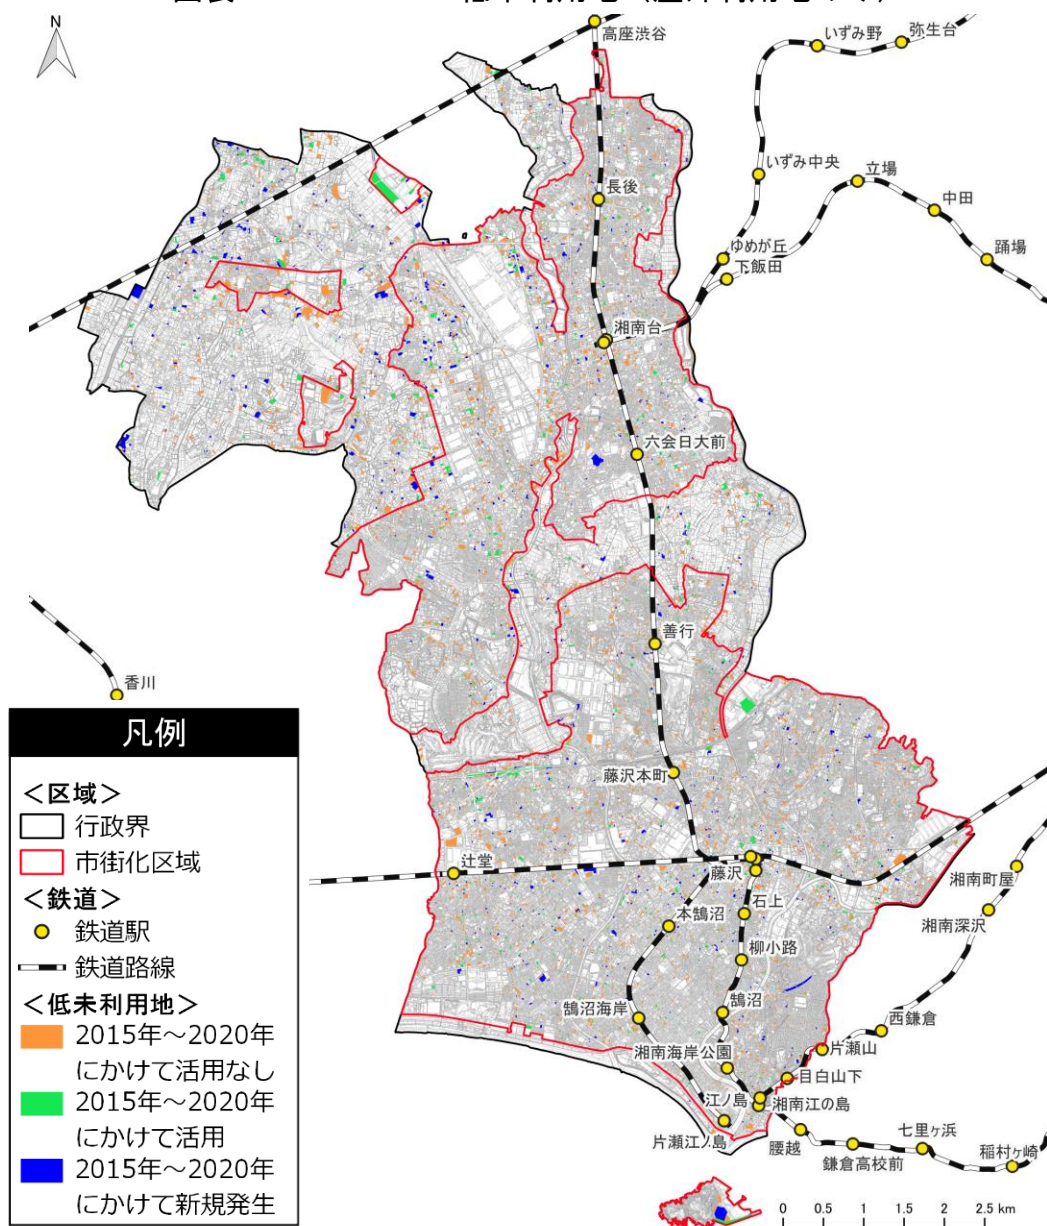 低未利用地
N
高座渋谷
いずみ野
弥生台
いずみ中央
立場
中田
踊場
長後
ゆめが丘
下飯田
湘南台
六会日大前
善行
香川
藤沢本町
辻堂
藤沢
石上
本鵠沼
柳小路
湘南町屋
湘南深沢
鵠沼海岸
鵠沼
西鎌倉
湘南海岸公園
片瀬山
目白山下
江ノ島
湘南江の島
片瀬江ノ島
腰越
鎌倉高校前
七里ヶ浜
稲村ヶ崎
凡例
<区域>
行政界
市街化区域
<鉄道>
鉄道駅
鉄道路線
<低未利用地>
2015年~2020年
にかけて活用なし
2015年~2020年
にかけて活用
2015年~2020年
にかけて新規発生
0 0.5 1 1.5 2 2.5 km